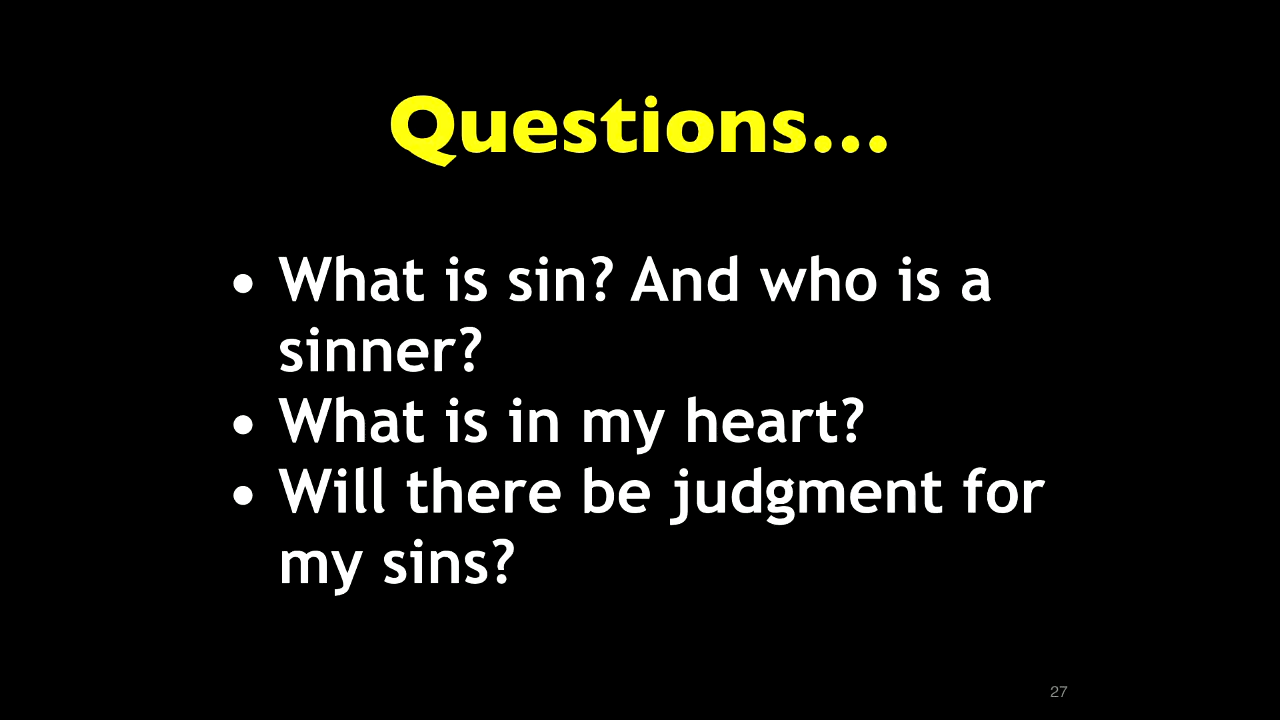 Questions...
• What is sin? And who is a
sinner?
• What is in my heart?
• Will there be judgment for
my sins?
27